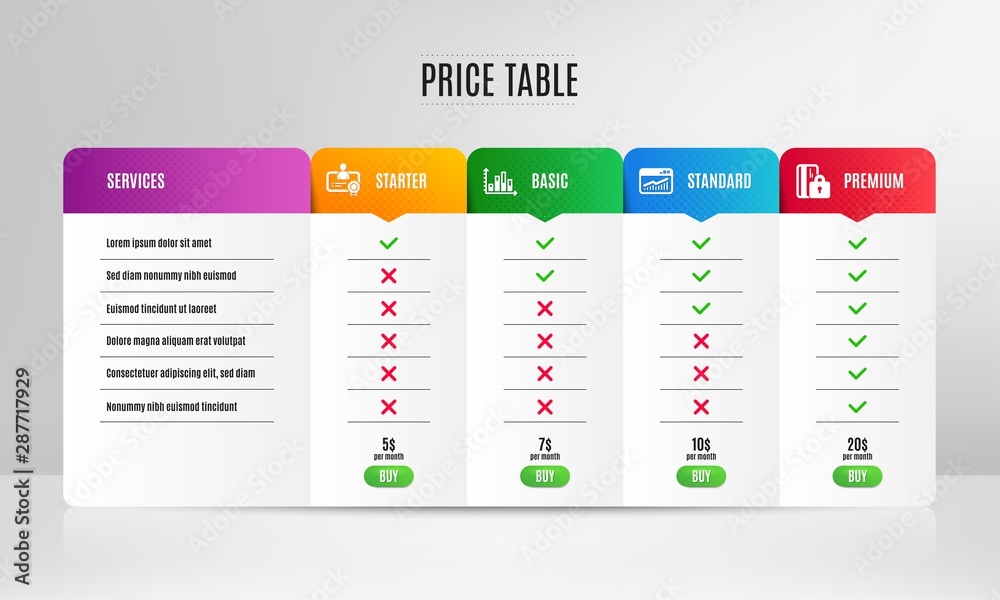 PRICE TABLE
SERVICES STARTER BASIC STANDARD PREMIUM
Lorem ipsum dolor sit amet
Sed diam nonummy nibh euismod
Euismod tincidunt ut laoreet
Dolore magna aliquam erat volutpat
Consectetuer adipiscing elit, sed diam
Nonummy nibh euismod tincidunt
5$ 7$ 10$ 20$
per month per month per month per month
BUY BUY BUY BUY
Adobe Stock | #287717929